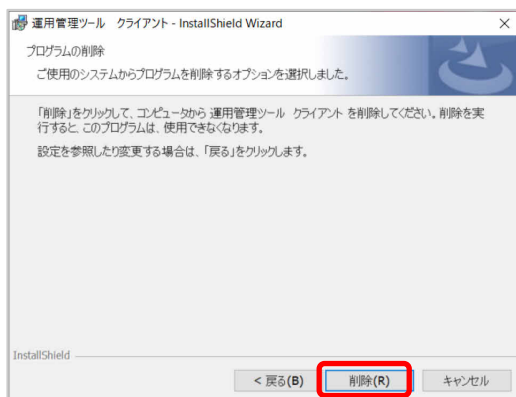 運用管理ツール クライアント - InstallShield Wizard
プログラムの削除
ご使用のシステムからプログラムを削除するオプションを選択しました。
「削除」をクリックして、コンピュータから 運用管理ツール クライアント を削除してください。削除を実
行すると、このプログラムは、使用できなくなります。
設定を参照したり変更する場合は、「戻る」をクリックします。
InstallShield
< 戻る(B)
削除(R)
キャンセル